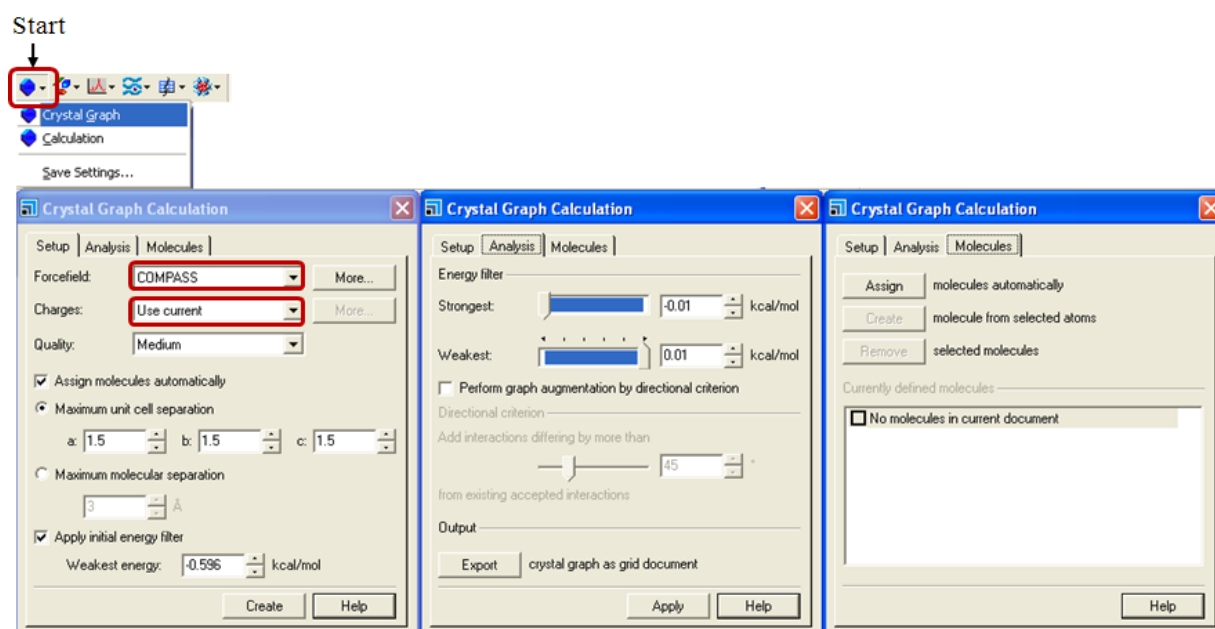 Start
Crystal Graph
Calculation
Save Settings...
Crystal Graph Calculation
Setup Analysis Molecules
Forcefield: COMPASS More...
Charges: Use current More...
Quality: Medium
Assign molecules automatically
Maximum unit cell separation
a: 1.5 b: 1.5 c: 1.5
Maximum molecular separation
3 Å
Apply initial energy filter
Weakest energy: -0.596 kcal/mol
Create Help
Crystal Graph Calculation
Setup Analysis Molecules
Energy filter
Strongest: -0.01 kcal/mol
Weakest: 0.01 kcal/mol
Perform graph augmentation by directional criterion
Directional criterion
Add interactions differing by more than
45 °
from existing accepted interactions
Output
Export crystal graph as grid document
Apply Help
Crystal Graph Calculation
Setup Analysis Molecules
Assign molecules automatically
Create molecule from selected atoms
Remove selected molecules
Currently defined molecules
No molecules in current document
Help